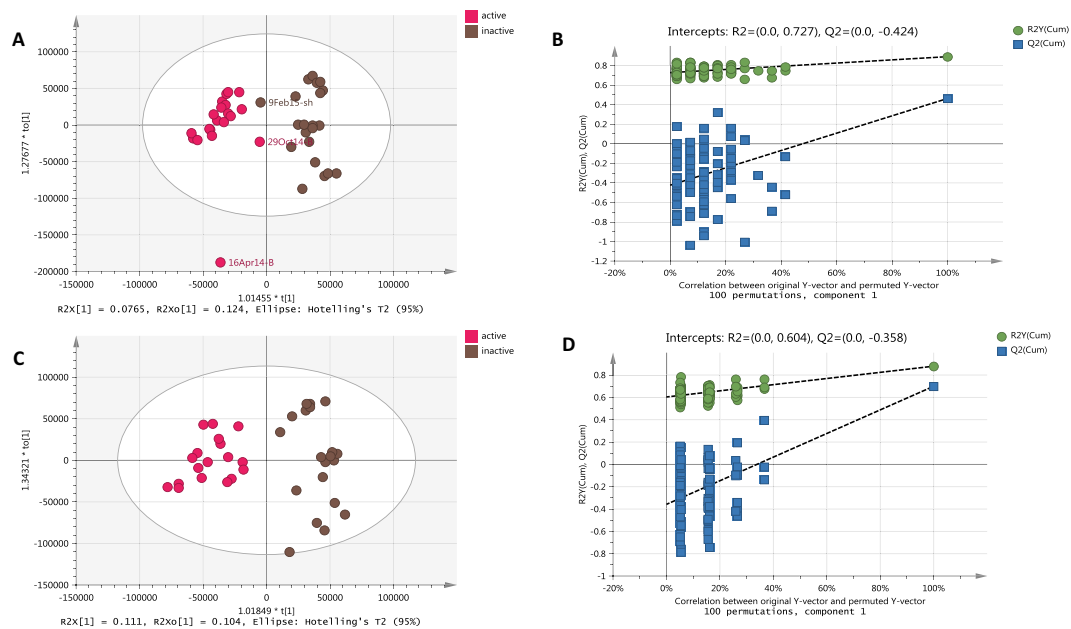 A
active
inactive
100000
50000
0
-50000
-100000
-150000
-200000
1.27677 * to[1]
9Feb15-sh
29Oct14
16Apr14-B
-150000 -100000 -50000 0 50000 100000
1.01455 * t[1]
R2X[1] = 0.0765, R2Xo[1] = 0.124, Ellipse: Hotelling's T2 (95%)
B
Intercepts: R2=(0.0, 0.727), Q2=(0.0, -0.424)
R2Y(Cum)
Q2(Cum)
0.8
0.6
0.4
0.2
0
-0.2
-0.4
-0.6
-0.8
-1
-1.2
R2Y(Cum), Q2(Cum)
-20% 0% 20% 40% 60% 80% 100%
Correlation between original Y-vector and permuted Y-vector
100 permutations, component 1
C
active
inactive
100000
50000
0
-50000
-100000
-150000
1.34321 * to[1]
-150000 -100000 -50000 0 50000 100000
1.01849 * t[1]
R2X[1] = 0.111, R2Xo[1] = 0.104, Ellipse: Hotelling's T2 (95%)
D
Intercepts: R2=(0.0, 0.604), Q2=(0.0, -0.358)
R2Y(Cum)
Q2(Cum)
0.8
0.6
0.4
0.2
0
-0.2
-0.4
-0.6
-0.8
-1
R2Y(Cum), Q2(Cum)
-20% 0% 20% 40% 60% 80% 100%
Correlation between original Y-vector and permuted Y-vector
100 permutations, component 1